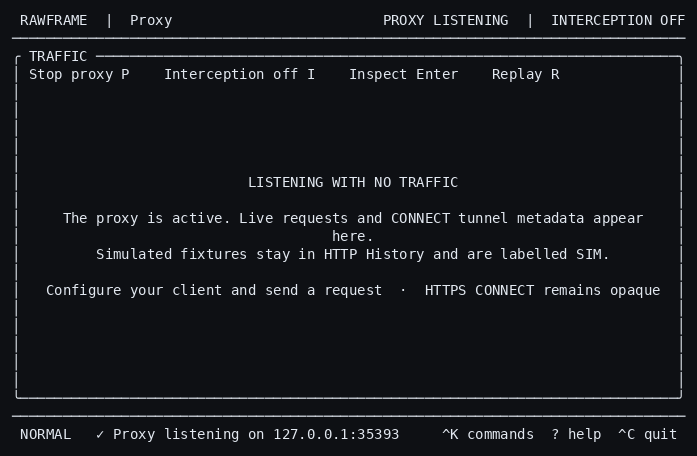 RAWFRAME | Proxy PROXY LISTENING | INTERCEPTION OFF
TRAFFIC
Stop proxy P Interception off I Inspect Enter Replay R
LISTENING WITH NO TRAFFIC
The proxy is active. Live requests and CONNECT tunnel metadata appear
here.
Simulated fixtures stay in HTTP History and are labelled SIM.
Configure your client and send a request · HTTPS CONNECT remains opaque
NORMAL ✓ Proxy listening on 127.0.0.1:35393 ^K commands ? help ^C quit